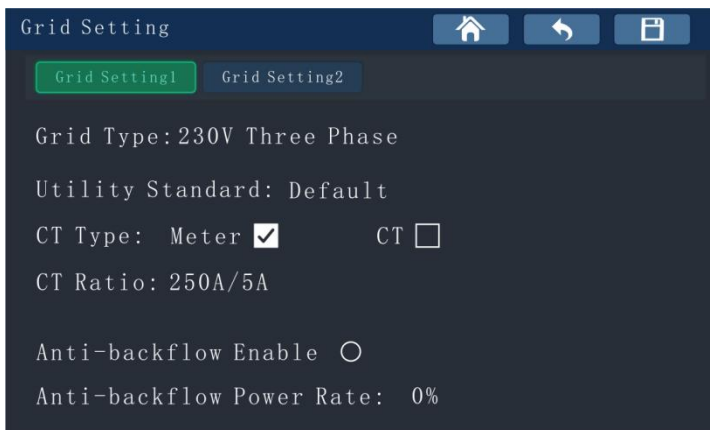 Grid Setting
Grid Setting1 Grid Setting2
Grid Type:230V Three Phase
Utility Standard: Default
CT Type: Meter CT
CT Ratio: 250A/5A
Anti-backflow Enable
Anti-backflow Power Rate: 0%